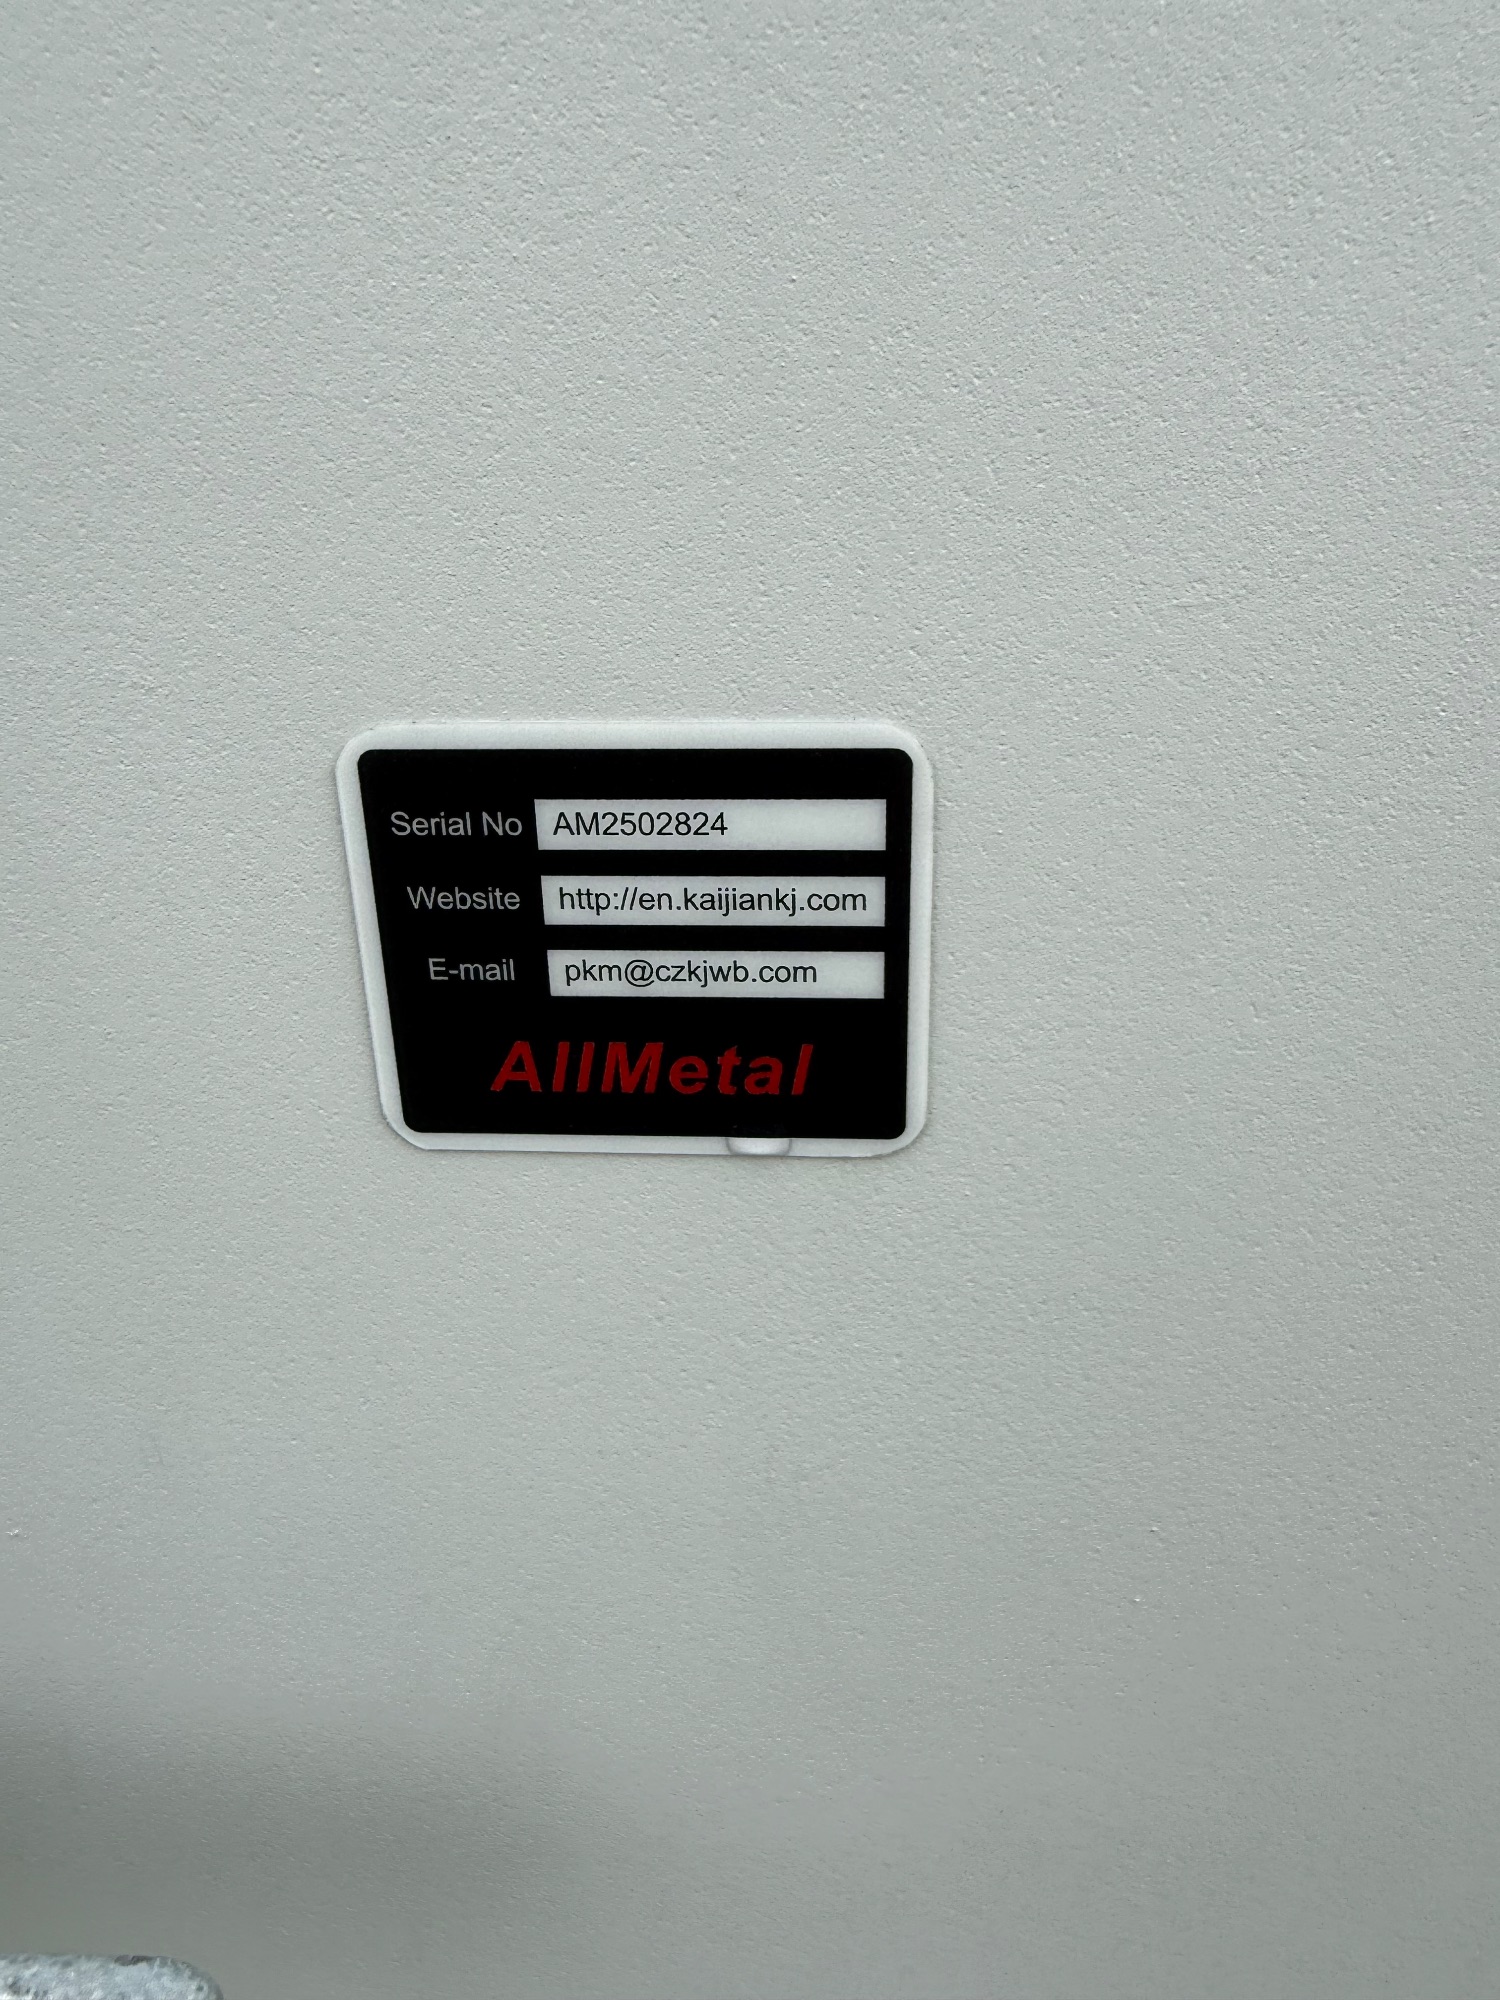 Serial No AM2502824
Website http://en.kaijiankj.com
E-mail pkm@czkjwb.com
AllMetal